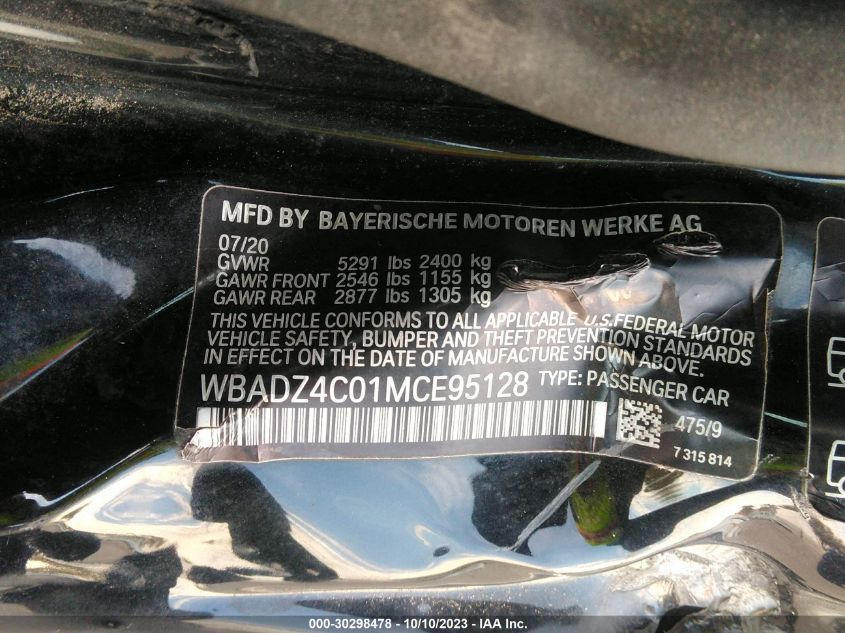 MFD BY BAYERISCHE MOTOREN WERKE AG
07/20
GVWR 5291 lbs 2400 kg
GAWR FRONT 2546 lbs 1155 kg
GAWR REAR 2877 lbs 1305 kg
THIS VEHICLE CONFORMS TO ALL APPLICABLE U.S.FEDERAL MOTOR
VEHICLE SAFETY, BUMPER AND THEFT PREVENTION STANDARDS
IN EFFECT ON THE DATE OF MANUFACTURE SHOWN ABOVE.
WBADZ4C01MCE95128 TYPE: PASSENGER CAR
475/9
7 315 814
000-30298478 - 10/10/2023 - IAA Inc.